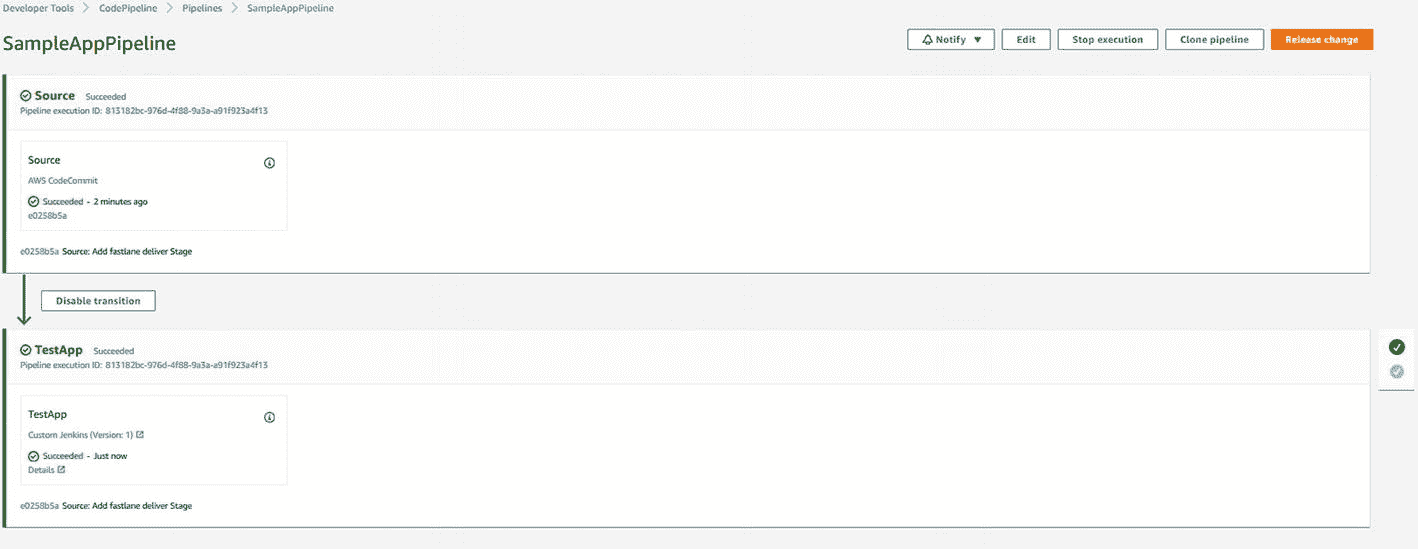 Developer Tools > CodePipeline > Pipelines > SampleAppPipeline
SampleAppPipeline
Notify ▼ Edit Stop execution Clone pipeline Release change
Source Succeeded
Pipeline execution ID: 813182bc-976d-4f88-9a3a-a91f923a4f13
Source
AWS CodeCommit
Succeeded - 2 minutes ago
e0258b5a
e0258b5a Source: Add fastlane deliver Stage
Disable transition
TestApp Succeeded
Pipeline execution ID: 813182bc-976d-4f88-9a3a-a91f923a4f13
TestApp
Custom Jenkins (Version: 1)
Succeeded - Just now
Details
e0258b5a Source: Add fastlane deliver Stage